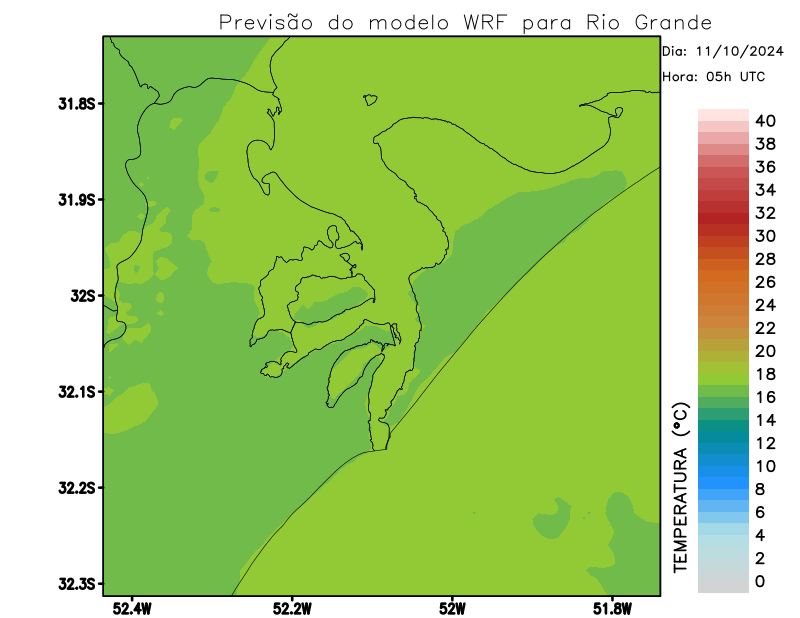 Previsão do modelo WRF para Rio Grande
Dia: 11/10/2024
Hora: 05h UTC
31.8S
31.9S
32S
32.1S
32.2S
32.3S
52.4W
52.2W
52W
51.8W
TEMPERATURA (°C)
40
38
36
34
32
30
28
26
24
22
20
18
16
14
12
10
8
6
4
2
0